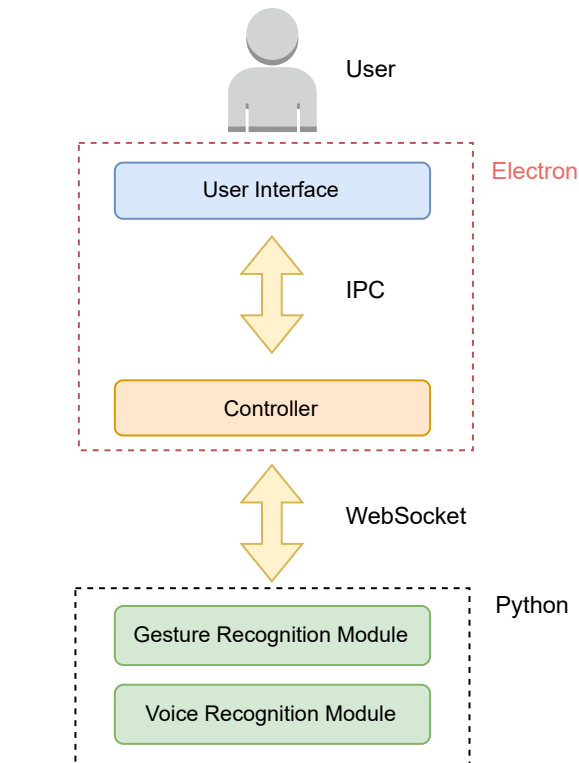 User
Electron
User Interface
IPC
Controller
WebSocket
Python
Gesture Recognition Module
Voice Recognition Module